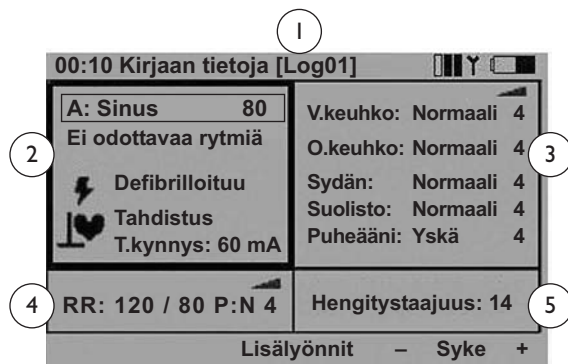 1
00:10 Kirjaan tietoja [Log01]
A: Sinus 80
Ei odottavaa rytmiä
Defibrilloituu
Tahdistus
T.kynnys: 60 mA
2
V.keuhko: Normaali 4
O.keuhko: Normaali 4
Sydän: Normaali 4
Suolisto: Normaali 4
Puheääni: Yskä 4
3
4
RR: 120 / 80 P:N 4
Hengitystaajuus: 14
5
Lisälyönnit – Syke +